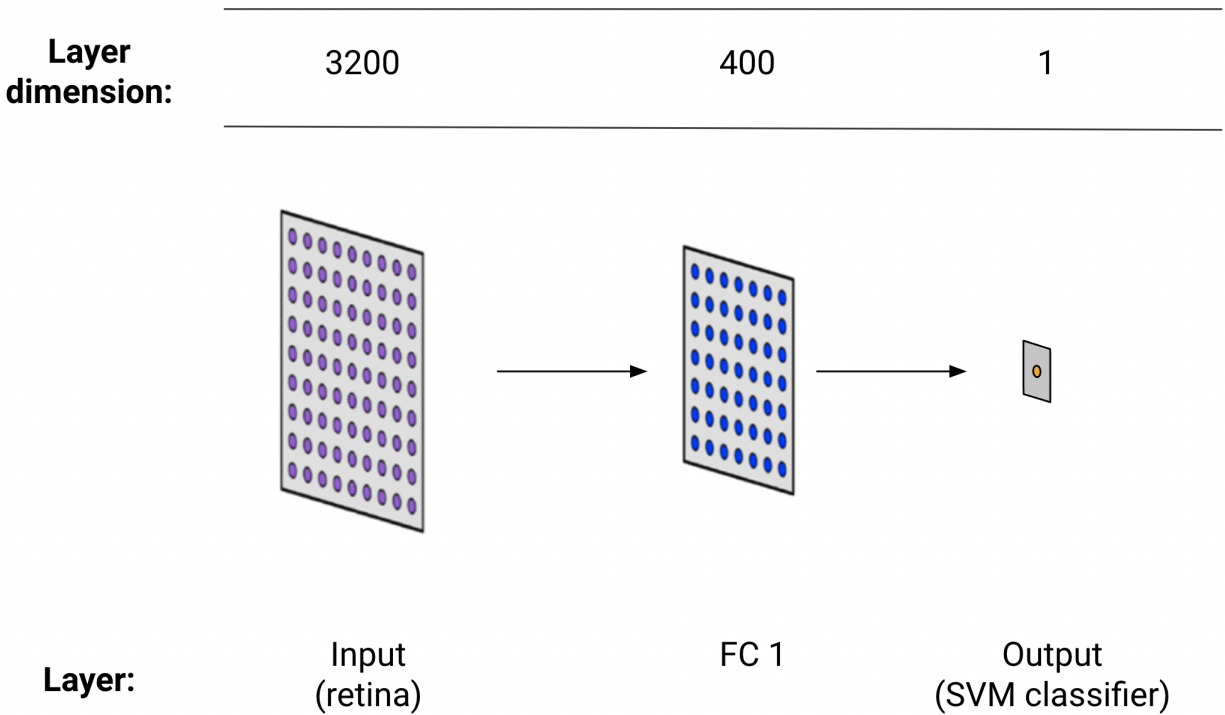 Layer
dimension:
3200
400
1
Layer:
Input
(retina)
FC 1
Output
(SVM classifier)